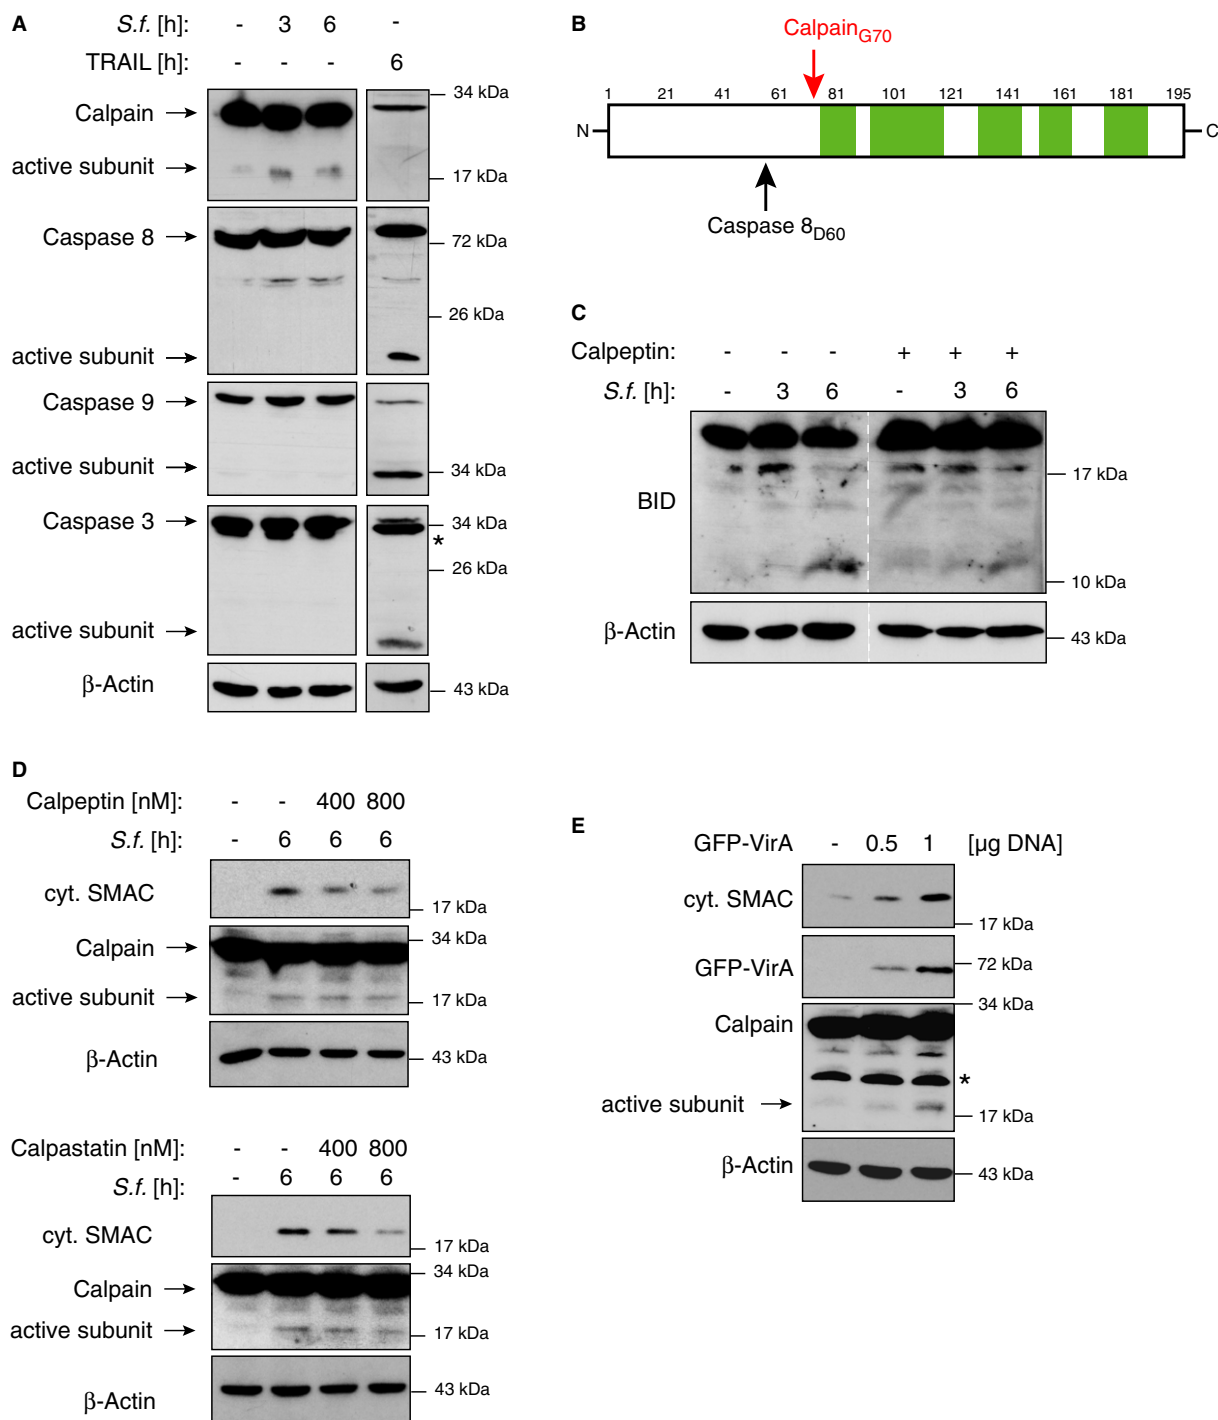 A
S.f. [h]: - 3 6 -
TRAIL [h]: - - - 6
Calpain
34 kDa
active subunit
17 kDa
Caspase 8
72 kDa
26 kDa
active subunit
Caspase 9
active subunit
34 kDa
Caspase 3
34 kDa
*
26 kDa
active subunit
β-Actin
43 kDa
B
Calpain G70
1 21 41 61 81 101 121 141 161 181 195
N C
Caspase 8 D60
C
Calpeptin: - - - + + +
S.f. [h]: - 3 6 - 3 6
BID
17 kDa
10 kDa
β-Actin
43 kDa
D
Calpeptin [nM]: - - 400 800
S.f. [h]: - 6 6 6
cyt. SMAC
17 kDa
Calpain
34 kDa
active subunit
17 kDa
β-Actin
43 kDa
Calpastatin [nM]: - - 400 800
S.f. [h]: - 6 6 6
cyt. SMAC
17 kDa
Calpain
34 kDa
active subunit
17 kDa
β-Actin
43 kDa
E
GFP-VirA - 0.5 1 [µg DNA]
cyt. SMAC
17 kDa
GFP-VirA
72 kDa
Calpain
34 kDa
*
active subunit
17 kDa
β-Actin
43 kDa